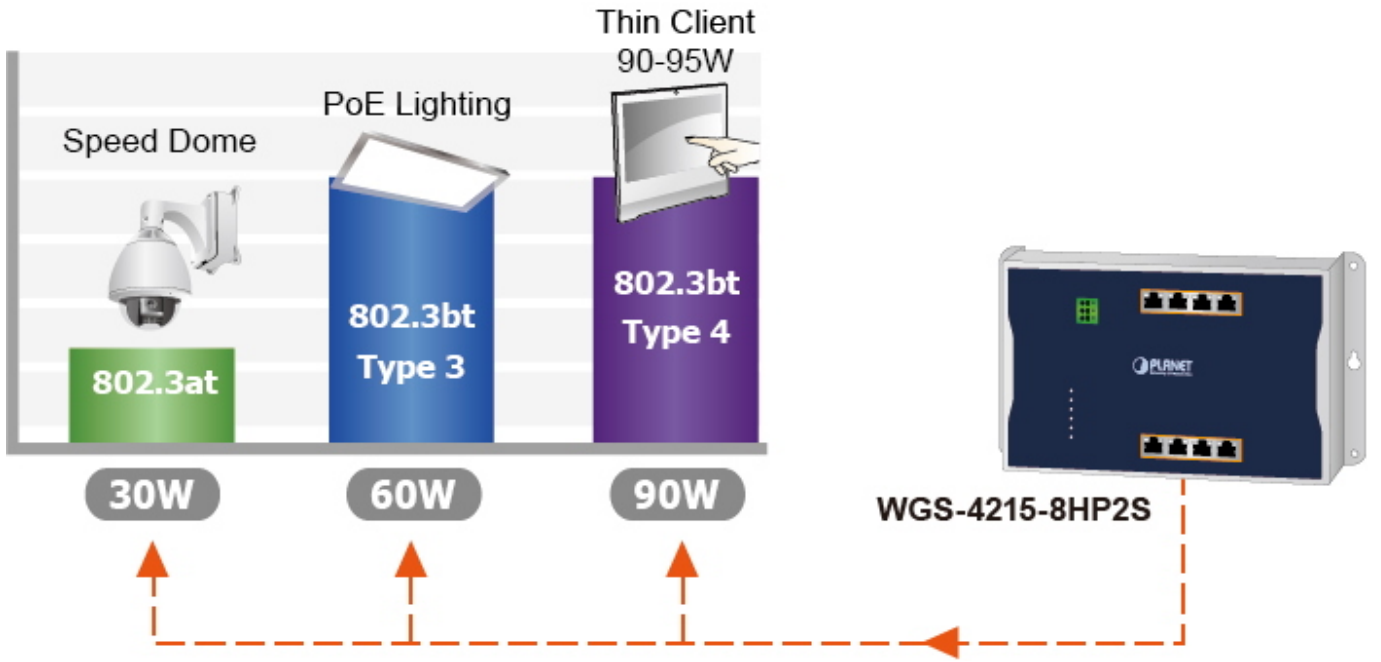 Thin Client
90-95W
PoE Lighting
Speed Dome
802.3at
802.3bt
Type 3
802.3bt
Type 4
30W
60W
90W
PLANET
WGS-4215-8HP2S